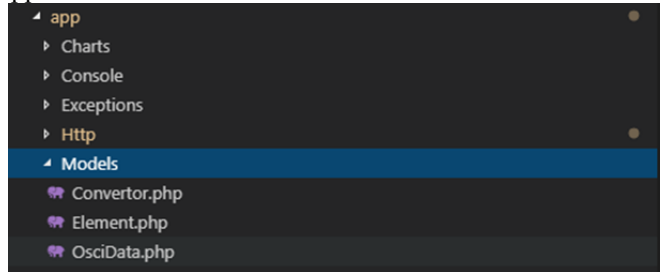 app
Charts
Console
Exceptions
Http
Models
Convertor.php
Element.php
OsciData.php